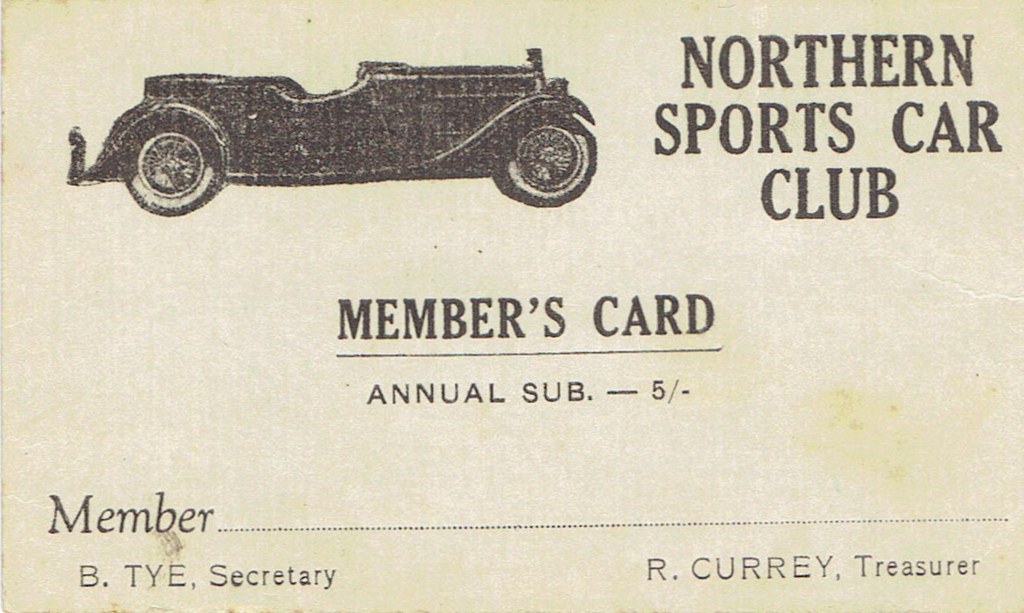 NORTHERN
SPORTS CAR
CLUB
MEMBER'S CARD
ANNUAL SUB. — 5/-
Member
B. TYE, Secretary
R. CURREY, Treasurer